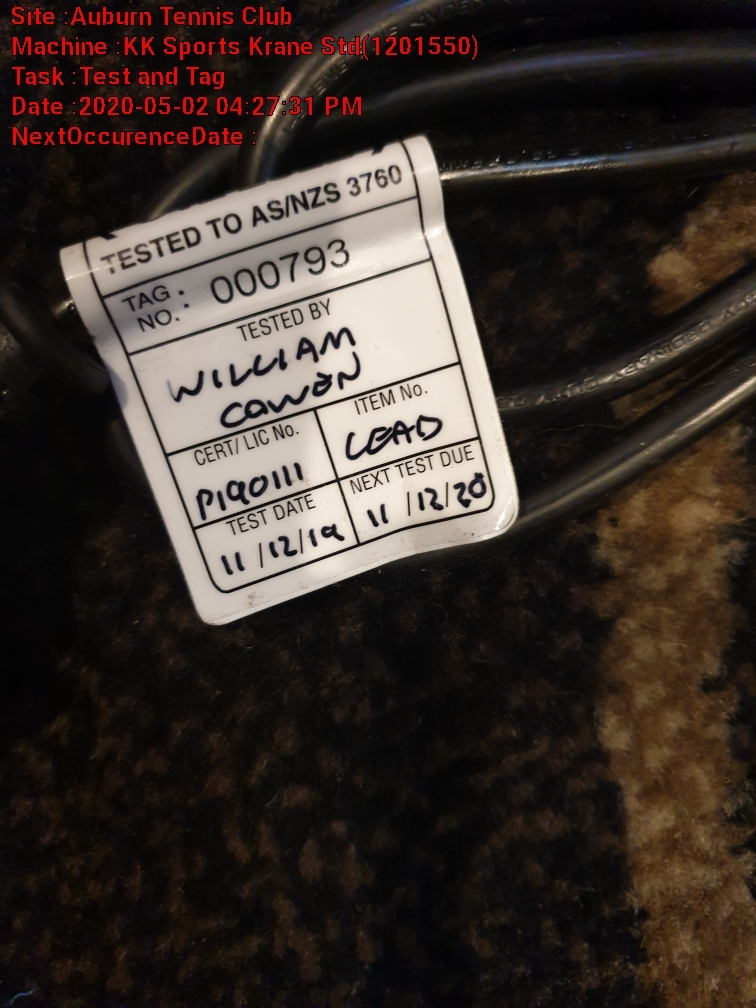 Site :Auburn Tennis Club
Machine :KK Sports Krane Std(1201550)
Task :Test and Tag
Date :2020-05-02 04:27:31 PM
NextOccurenceDate :
TESTED TO AS/NZS 3760
TAG NO. : 000793
TESTED BY
WILLIAM
COWEN
CERT/ LIC No.
P190111
ITEM No.
LEAD
TEST DATE
11/12/19
NEXT TEST DUE
11/12/20